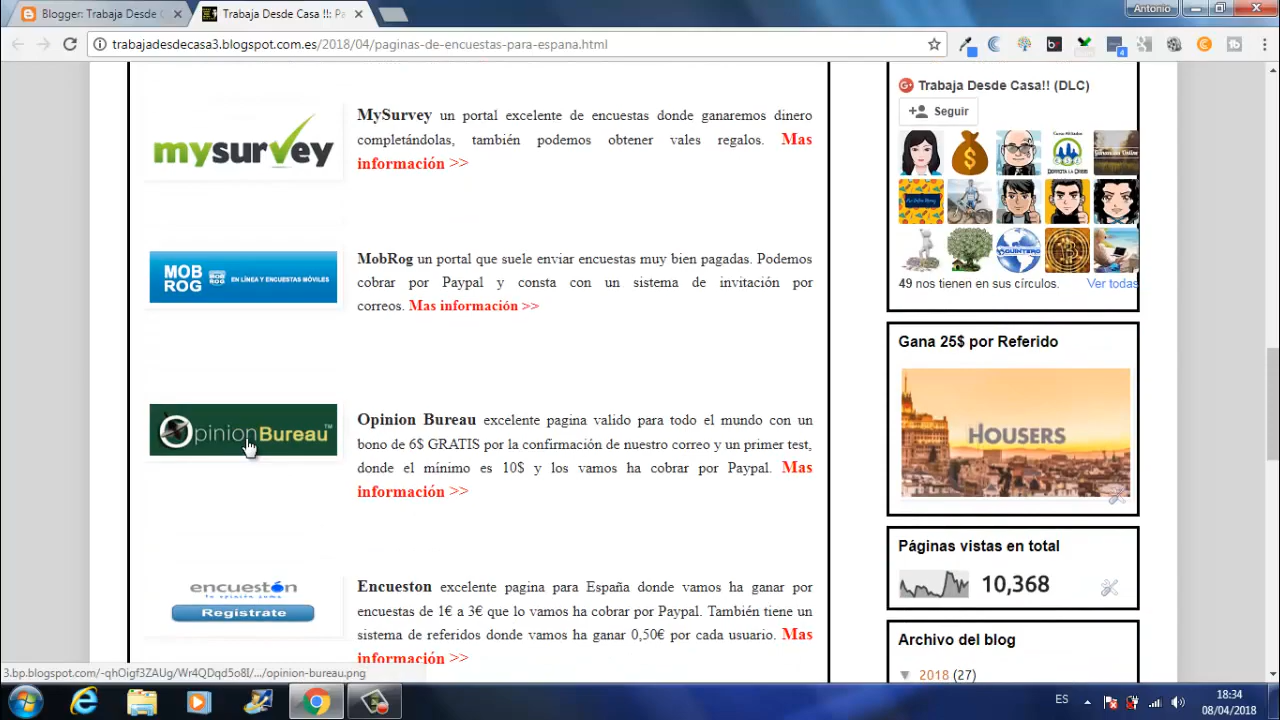 Blogger: Trabaja Desde C
Trabaja Desde Casa !!: Pa
Antonio
trabajadesdecasa3.blogspot.com.es/2018/04/paginas-de-encuestas-para-espana.html
mysurvey
MySurvey un portal excelente de encuestas donde ganaremos dinero
completándolas, también podemos obtener vales regalos. Mas
información >>
MOB
ROG
EN LÍNEA Y ENCUESTAS MÓVILES
MobRog un portal que suele enviar encuestas muy bien pagadas. Podemos
cobrar por Paypal y consta con un sistema de invitación por
correos. Mas información >>
OpinionBureau™
Opinion Bureau excelente pagina valido para todo el mundo con un
bono de 6$ GRATIS por la confirmación de nuestro correo y un primer test,
donde el mínimo es 10$ y los vamos ha cobrar por Paypal. Mas
información >>
encuestón
Registrate
Encueston excelente pagina para España donde vamos ha ganar por
encuestas de 1€ a 3€ que lo vamos ha cobrar por Paypal. También tiene un
sistema de referidos donde vamos ha ganar 0,50€ por cada usuario. Mas
información >>
Trabaja Desde Casa!! (DLC)
Seguir
49 nos tienen en sus círculos.
Ver todas
Gana 25$ por Referido
HOUSERS
Páginas vistas en total
10,368
Archivo del blog
▼ 2018 (27)
3.bp.blogspot.com/-qhOigf3ZAUg/Wr4QDqd5o8I/.../opinion-bureau.png
ES
18:34
08/04/2018